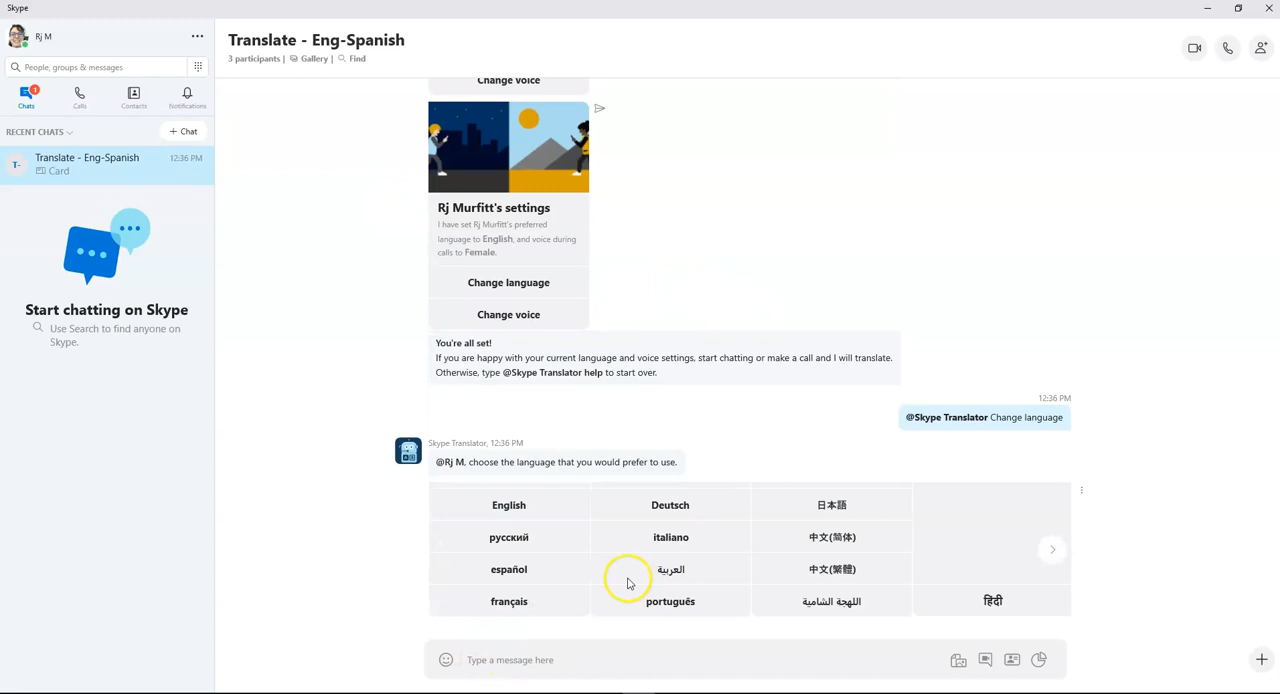 Skype
Rj M
People, groups & messages
1
Chats
Calls
Contacts
Notifications
RECENT CHATS
+ Chat
T-
Translate - Eng-Spanish
12:36 PM
Card
Start chatting on Skype
Use Search to find anyone on
Skype.
Translate - Eng-Spanish
3 participants | Gallery | Find
Change voice
Rj Murfitt's settings
I have set Rj Murfitt's preferred
language to English, and voice during
calls to Female.
Change language
Change voice
You're all set!
If you are happy with your current language and voice settings, start chatting or make a call and I will translate.
Otherwise, type @Skype Translator help to start over.
12:36 PM
@Skype Translator Change language
Skype Translator, 12:36 PM
@Rj M, choose the language that you would prefer to use.
English Deutsch 日本語
русский italiano 中文(简体)
español العربية 中文(繁體)
français português اللهجة الشامية हिंदी
Type a message here